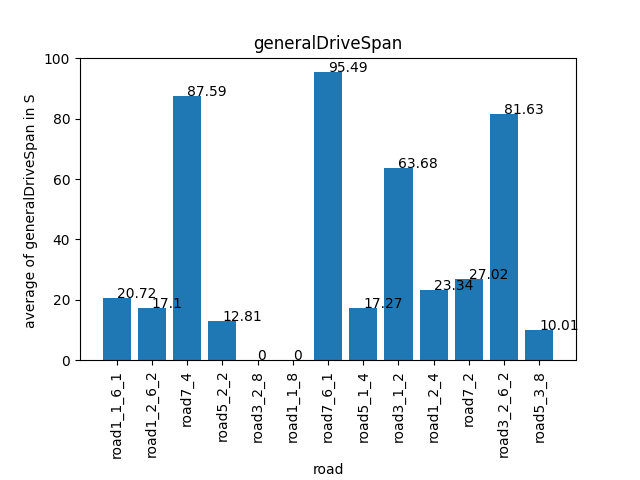 generalDriveSpan
average of generalDriveSpan in S
100
80
60
40
20
0
20.72
17.1
87.59
12.81
0
0
95.49
17.27
63.68
23.34
27.02
81.63
10.01
road1_1_6_1
road1_2_6_2
road7_4
road5_2_2
road3_2_8
road1_1_8
road7_6_1
road5_1_4
road3_1_2
road1_2_4
road7_2
road3_2_6_2
road5_3_8
road